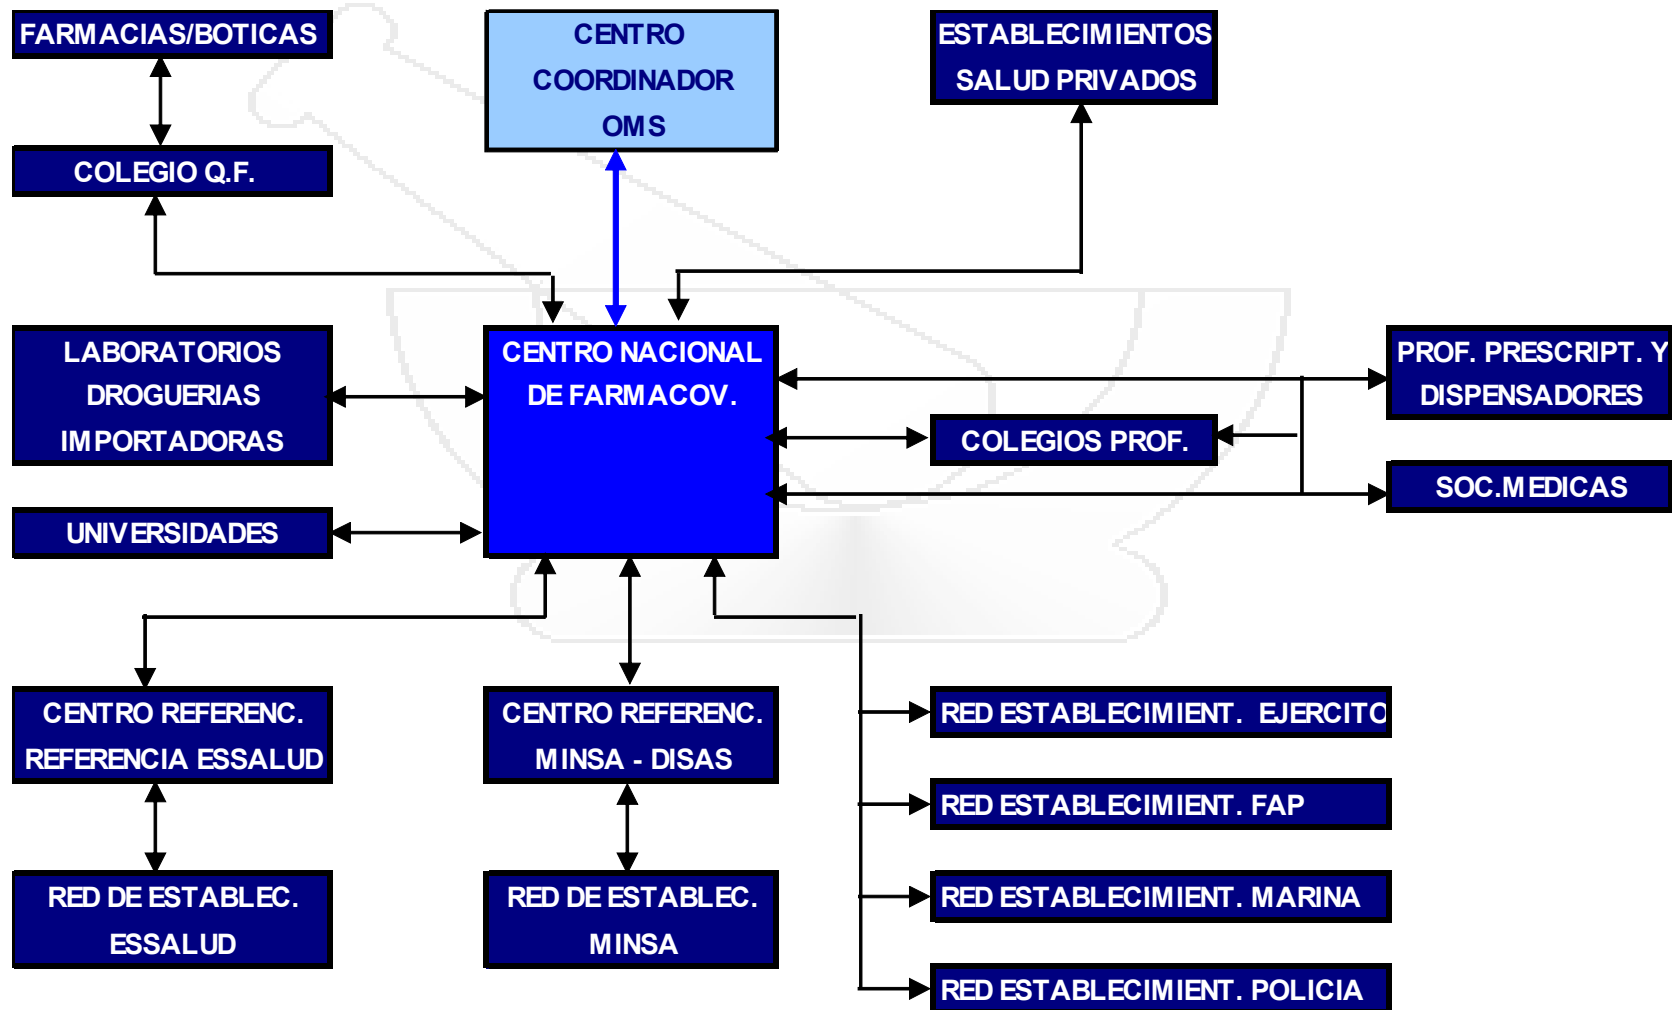 FARMACIAS/BOTICAS
CENTRO
COORDINADOR
OMS
ESTABLECIMIENTOS
SALUD PRIVADOS
COLEGIO Q.F.
LABORATORIOS
DROGUERIAS
IMPORTADORAS
CENTRO NACIONAL
DE FARMACOV.
PROF. PRESCRIPT. Y
DISPENSADORES
COLEGIOS PROF.
SOC.MEDICAS
UNIVERSIDADES
CENTRO REFERENC.
REFERENCIA ESSALUD
CENTRO REFERENC.
MINSA - DISAS
RED ESTABLECIMIENT. EJERCITO
RED ESTABLECIMIENT. FAP
RED DE ESTABLEC.
ESSALUD
RED DE ESTABLEC.
MINSA
RED ESTABLECIMIENT. MARINA
RED ESTABLECIMIENT. POLICIA